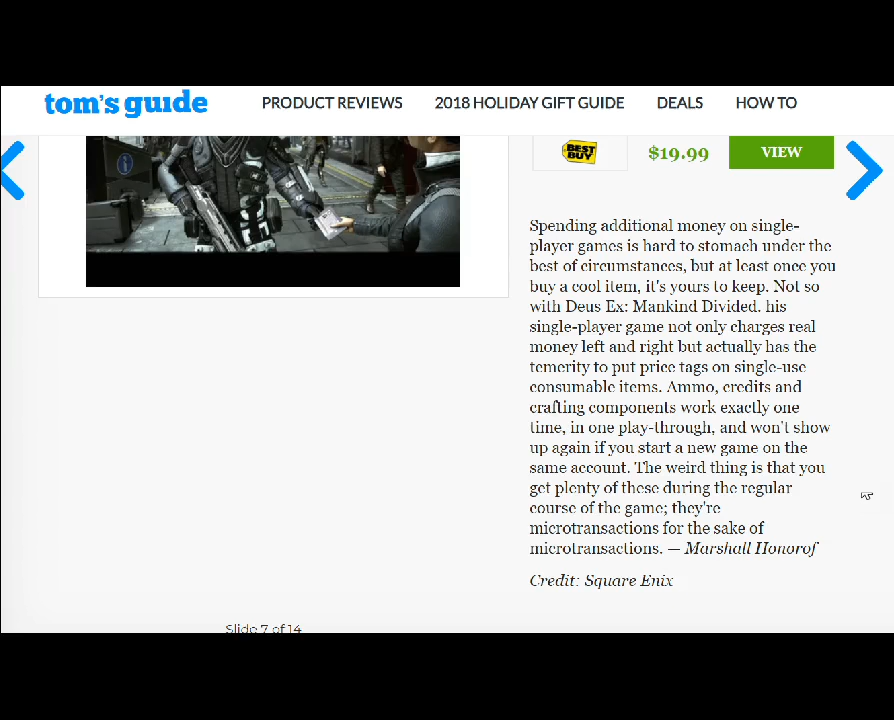 tom's guide
PRODUCT REVIEWS
2018 HOLIDAY GIFT GUIDE
DEALS
HOW TO
BEST
BUY
$19.99
VIEW
Spending additional money on single-
player games is hard to stomach under the
best of circumstances, but at least once you
buy a cool item, it's yours to keep. Not so
with Deus Ex: Mankind Divided. his
single-player game not only charges real
money left and right but actually has the
temerity to put price tags on single-use
consumable items. Ammo, credits and
crafting components work exactly one
time, in one play-through, and won't show
up again if you start a new game on the
same account. The weird thing is that you
get plenty of these during the regular
course of the game; they're
microtransactions for the sake of
microtransactions. — Marshall Honorof
Credit: Square Enix
Slide 7 of 14